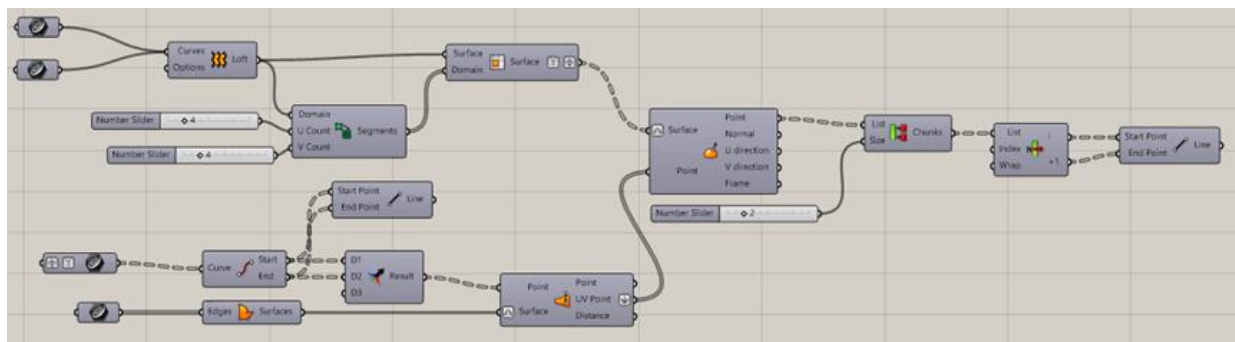 Curves
Options
Loft
Surface
Domain
Surface
Number Slider
4
Number Slider
4
Domain
U Count
V Count
Segments
Surface
Point
Point
Normal
U direction
V direction
Frame
List
Size
Chunks
List
Index
Wrap
+1
Start Point
End Point
Line
Start Point
End Point
Line
Number Slider
2
Curve
Start
End
D1
D2
D3
Result
Edges
Surfaces
Point
Surface
Point
UV Point
Distance